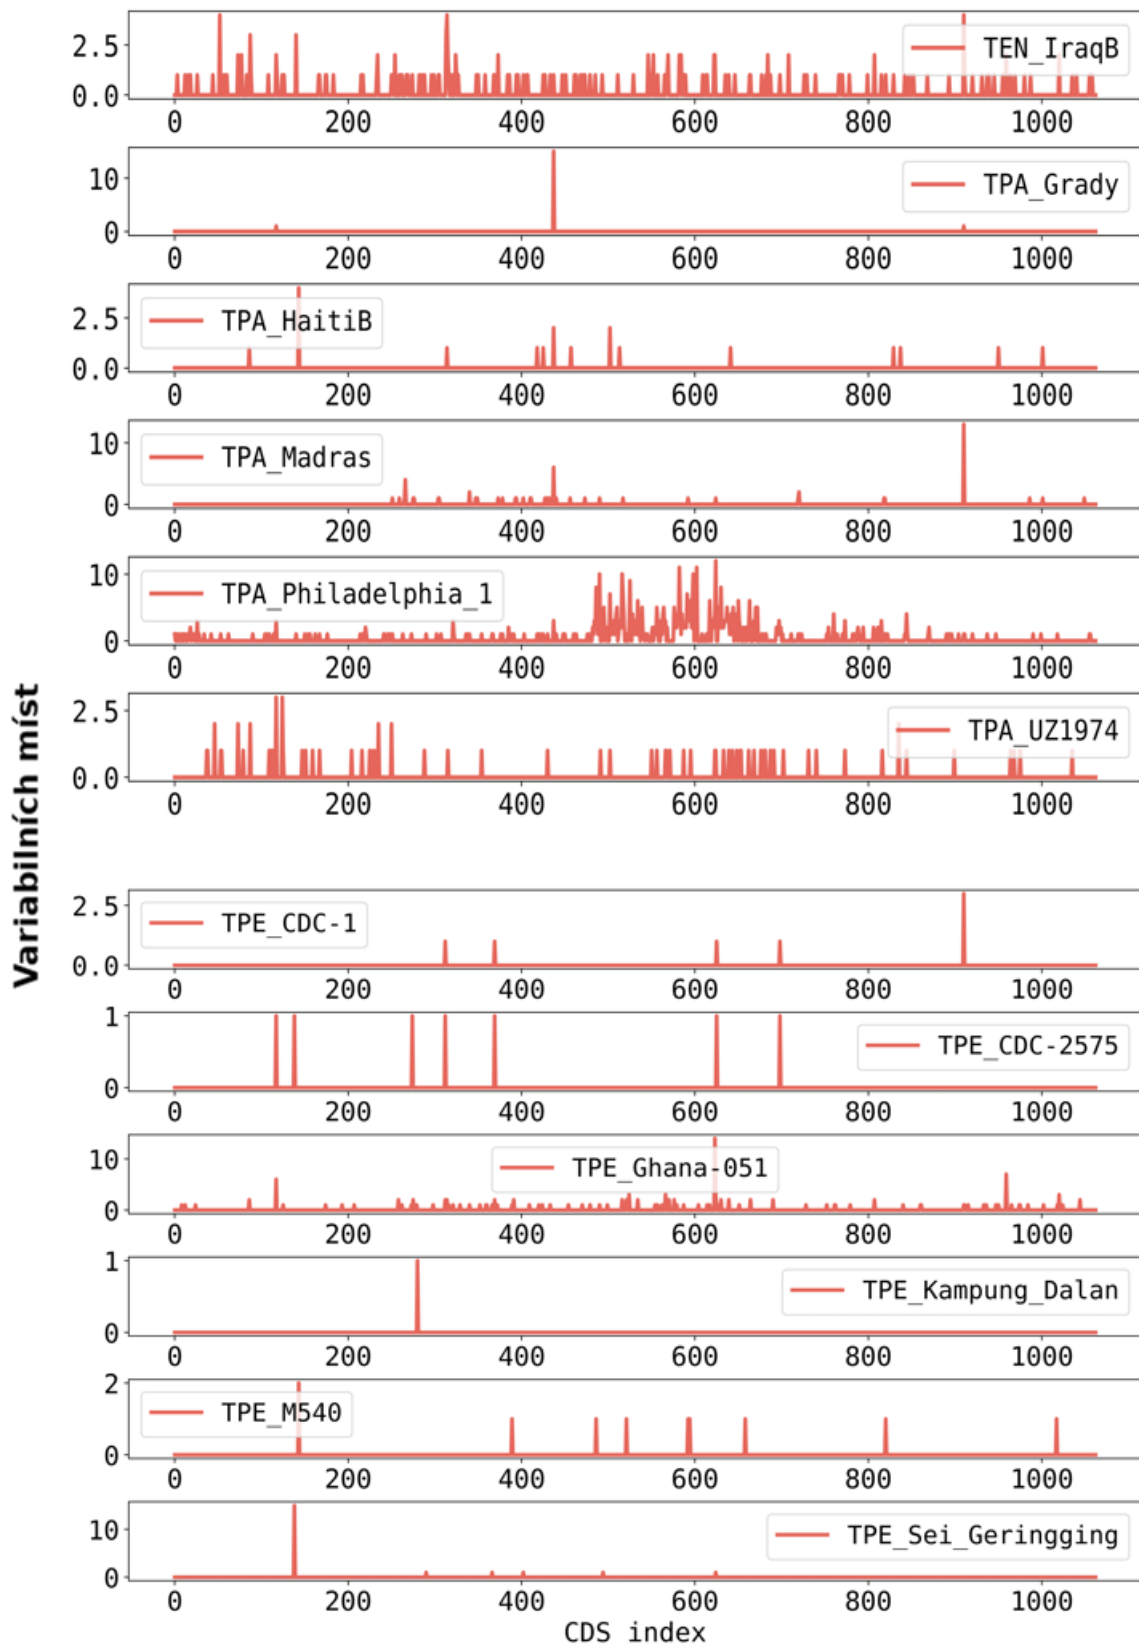 Variabilních míst
2.5
0.0
TEN_IraqB
0 200 400 600 800 1000
10
0
TPA_Grady
0 200 400 600 800 1000
2.5
0.0
TPA_HaitiB
0 200 400 600 800 1000
10
0
TPA_Madras
0 200 400 600 800 1000
10
0
TPA_Philadelphia_1
0 200 400 600 800 1000
2.5
0.0
TPA_UZ1974
0 200 400 600 800 1000
2.5
0.0
TPE_CDC-1
0 200 400 600 800 1000
1
0
TPE_CDC-2575
0 200 400 600 800 1000
10
0
TPE_Ghana-051
0 200 400 600 800 1000
1
0
TPE_Kampung_Dalan
0 200 400 600 800 1000
2
0
TPE_M540
0 200 400 600 800 1000
10
0
TPE_Sei_Geringging
0 200 400 600 800 1000
CDS index